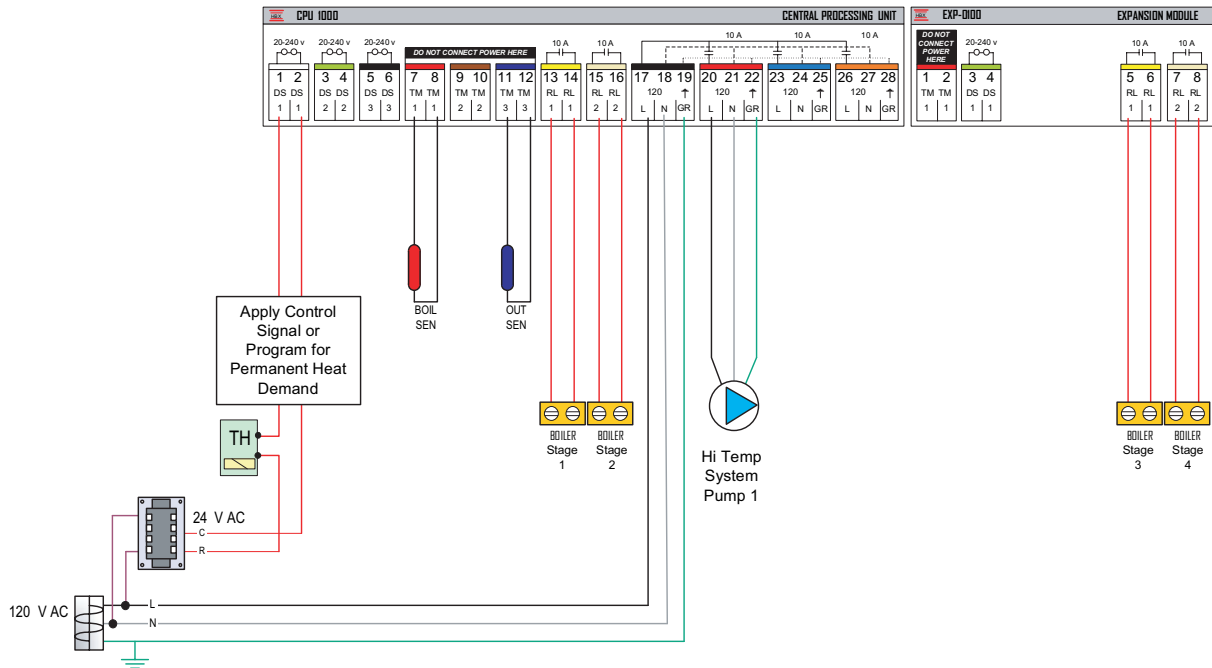 HBX CPU 1000 CENTRAL PROCESSING UNIT
HBX EXP-0100 EXPANSION MODULE
20-240 v 20-240 v 20-240 v
DO NOT CONNECT POWER HERE
10 A 10 A 10 A 10 A 10 A
1 2 3 4 5 6 7 8 9 10 11 12 13 14 15 16 17 18 19 20 21 22 23 24 25 26 27 28
DS DS DS DS DS DS TM TM TM TM TM TM RL RL RL RL 120 120 120 120
1 1 2 2 3 3 1 1 2 2 3 3 1 1 2 2 L N GR L N GR L N GR L N GR
DO NOT
CONNECT
POWER
HERE
20-240 v
10 A 10 A
1 2 3 4 5 6 7 8
TM TM DS DS RL RL RL RL
1 1 1 1 1 1 2 2
BOIL
SEN
OUT
SEN
Apply Control
Signal or
Program for
Permanent Heat
Demand
TH
BOILER
Stage
1
BOILER
Stage
2
Hi Temp
System
Pump 1
BOILER
Stage
3
BOILER
Stage
4
24 V AC
C
R
120 V AC
L
N